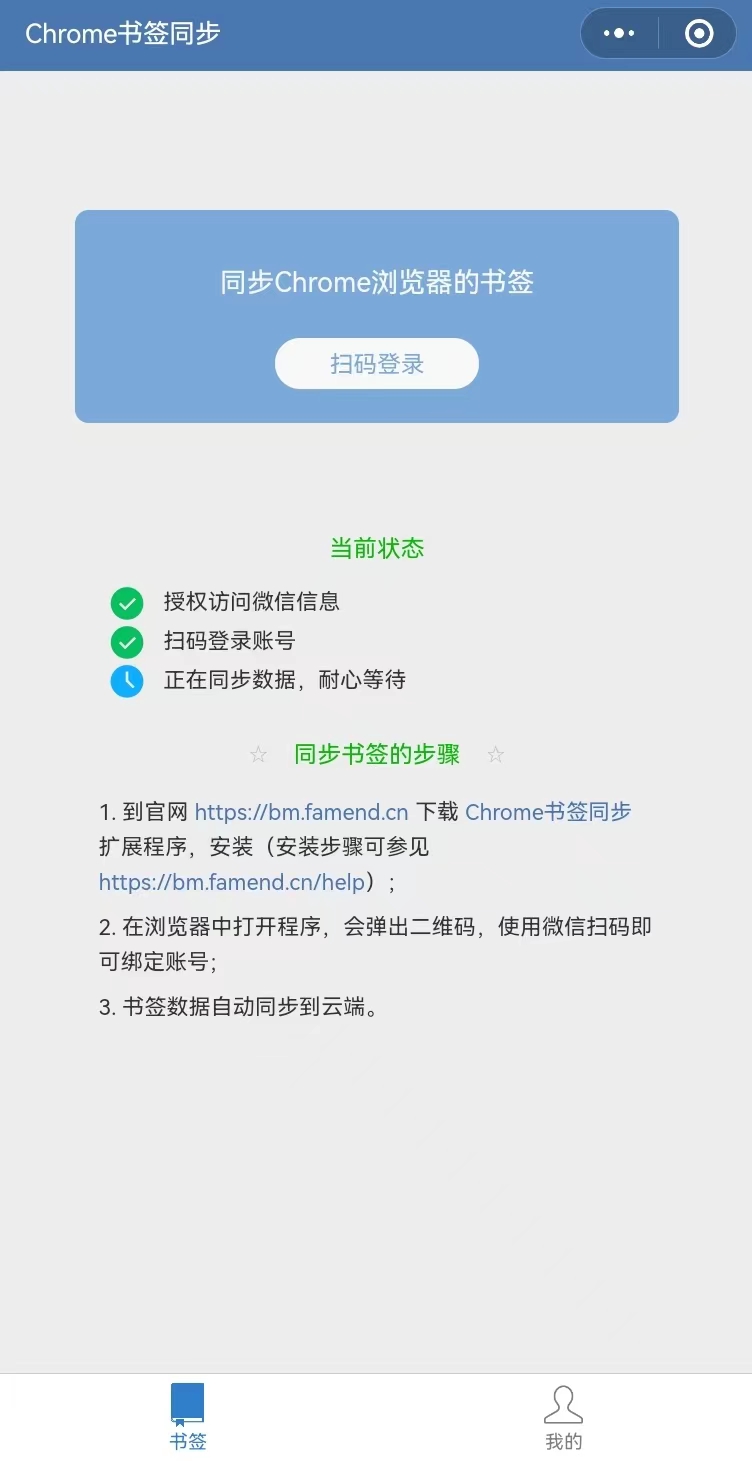 Chrome书签同步
同步Chrome浏览器的书签
扫码登录
当前状态
授权访问微信信息
扫码登录账号
正在同步数据，耐心等待
☆ 同步书签的步骤 ☆
1. 到官网 https://bm.famend.cn 下载 Chrome书签同步
扩展程序，安装（安装步骤可参见
https://bm.famend.cn/help）；
2. 在浏览器中打开程序，会弹出二维码，使用微信扫码即
可绑定账号；
3. 书签数据自动同步到云端。
书签
我的